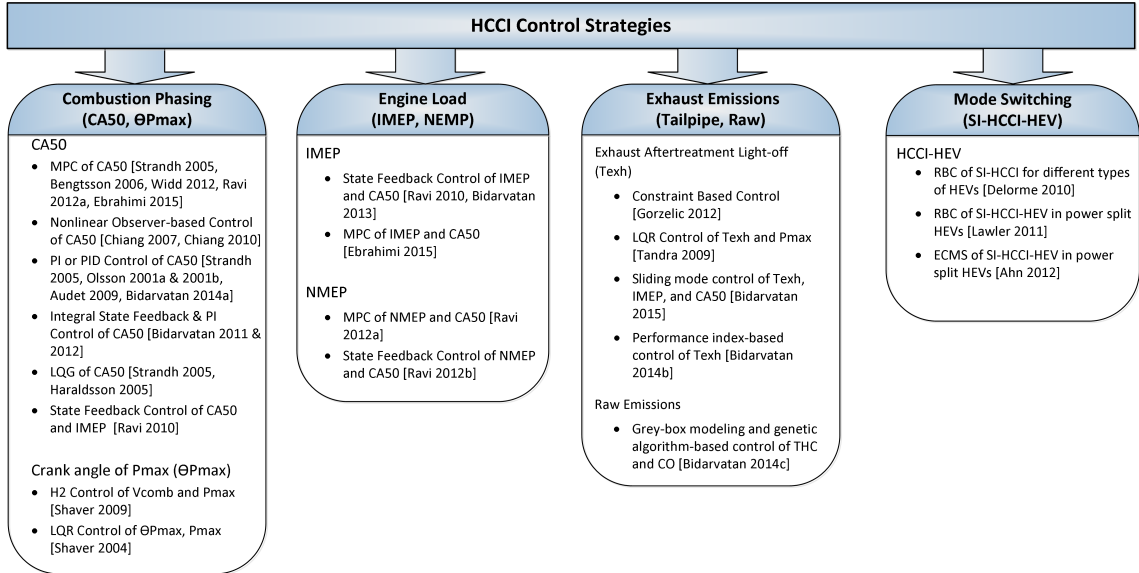 HCCI Control Strategies
Combustion Phasing
(CA50, ϴPmax)
CA50
• MPC of CA50 [Strandh 2005,
Bengtsson 2006, Widd 2012, Ravi
2012a, Ebrahimi 2015]
• Nonlinear Observer-based Control
of CA50 [Chiang 2007, Chiang 2010]
• PI or PID Control of CA50 [Strandh
2005, Olsson 2001a & 2001b,
Audet 2009, Bidarvatan 2014a]
• Integral State Feedback & PI
Control of CA50 [Bidarvatan 2011 &
2012]
• LQG of CA50 [Strandh 2005,
Haraldsson 2005]
• State Feedback Control of CA50
and IMEP [Ravi 2010]
Crank angle of Pmax (ϴPmax)
• H2 Control of Vcomb and Pmax
[Shaver 2009]
• LQR Control of ϴPmax, Pmax
[Shaver 2004]
Engine Load
(IMEP, NEMP)
IMEP
• State Feedback Control of IMEP
and CA50 [Ravi 2010, Bidarvatan
2013]
• MPC of IMEP and CA50
[Ebrahimi 2015]
NMEP
• MPC of NMEP and CA50 [Ravi
2012a]
• State Feedback Control of NMEP
and CA50 [Ravi 2012b]
Exhaust Emissions
(Tailpipe, Raw)
Exhaust Aftertreatment Light-off
(Texh)
• Constraint Based Control
[Gorzelic 2012]
• LQR Control of Texh and Pmax
[Tandra 2009]
• Sliding mode control of Texh,
IMEP, and CA50 [Bidarvatan
2015]
• Performance index-based
control of Texh [Bidarvatan
2014b]
Raw Emissions
• Grey-box modeling and genetic
algorithm-based control of THC
and CO [Bidarvatan 2014c]
Mode Switching
(SI-HCCI-HEV)
HCCI-HEV
• RBC of SI-HCCI for different types
of HEVs [Delorme 2010]
• RBC of SI-HCCI-HEV in power split
HEVs [Lawler 2011]
• ECMS of SI-HCCI-HEV in power
split HEVs [Ahn 2012]